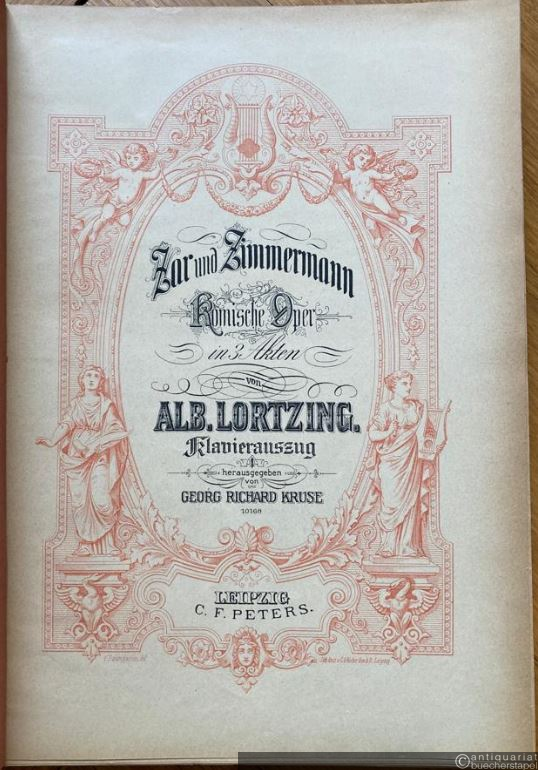 Zar und Zimmermann
Komische Oper
in 3 Akten
von
ALB. LORTZING.
Klavierauszug
herausgegeben
von
GEORG RICHARD KRUSE
10168
LEIPZIG
C. F. PETERS.
antiquariat
buecherstapel